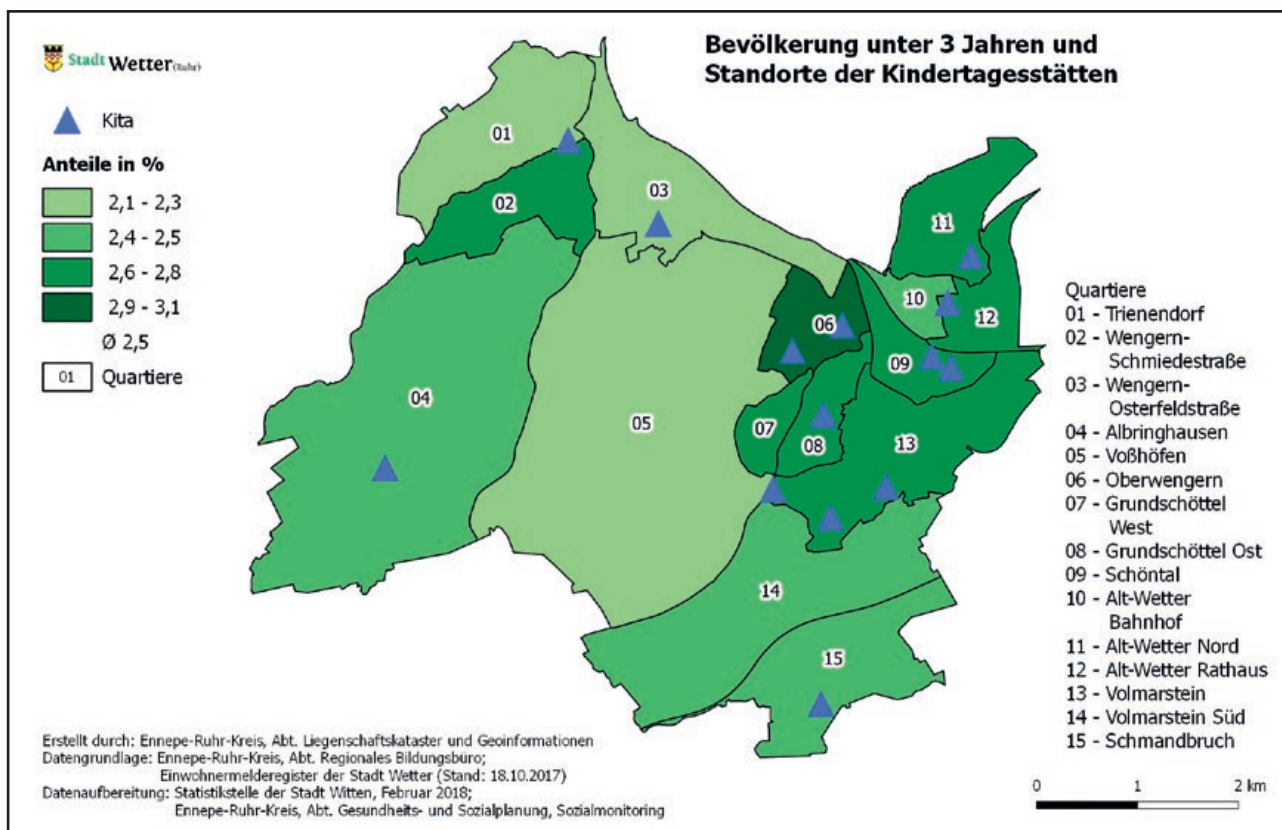 Stadt Wetter(Ruhr)
Bevölkerung unter 3 Jahren und
Standorte der Kindertagesstätten
Kita
Anteile in %
2,1 - 2,3
2,4 - 2,5
2,6 - 2,8
2,9 - 3,1
Ø 2,5
01 Quartiere
01
02
03
04
05
06
07
08
09
10
11
12
13
14
15
Quartiere
01 - Trienendorf
02 - Wengern-
Schmiedestraße
03 - Wengern-
Osterfeldstraße
04 - Albringhausen
05 - Voßhöfen
06 - Oberwengern
07 - Grundschöttel
West
08 - Grundschöttel Ost
09 - Schöntal
10 - Alt-Wetter
Bahnhof
11 - Alt-Wetter Nord
12 - Alt-Wetter Rathaus
13 - Volmarstein
14 - Volmarstein Süd
15 - Schmandbruch
Erstellt durch: Ennepe-Ruhr-Kreis, Abt. Liegenschaftskataster und Geoinformationen
Datengrundlage: Ennepe-Ruhr-Kreis, Abt. Regionales Bildungsbüro;
Einwohnermelderegister der Stadt Wetter (Stand: 18.10.2017)
Datenaufbereitung: Statistikstelle der Stadt Witten, Februar 2018;
Ennepe-Ruhr-Kreis, Abt. Gesundheits- und Sozialplanung, Sozialmonitoring
0 1 2 km